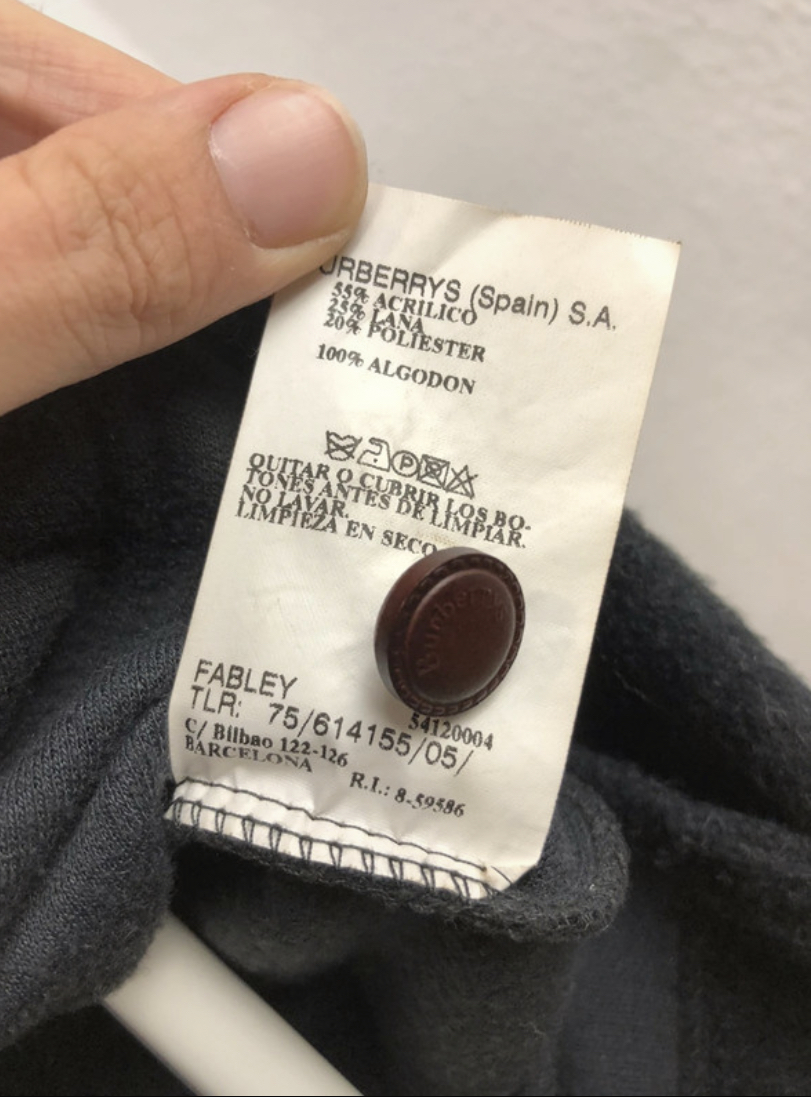 URBERRYS (Spain) S.A.
55% ACRILICO
25% LANA
20% POLIESTER
100% ALGODON
P
QUITAR O CUBRIR LOS BO-
TONES ANTES DE LIMPIAR.
NO LAVAR.
LIMPIEZA EN SECO
Burberrys
FABLEY
TLR: 75/614155/05/
54120004
C/ Bilbao 122-126
BARCELONA
R.I.: 8-59586